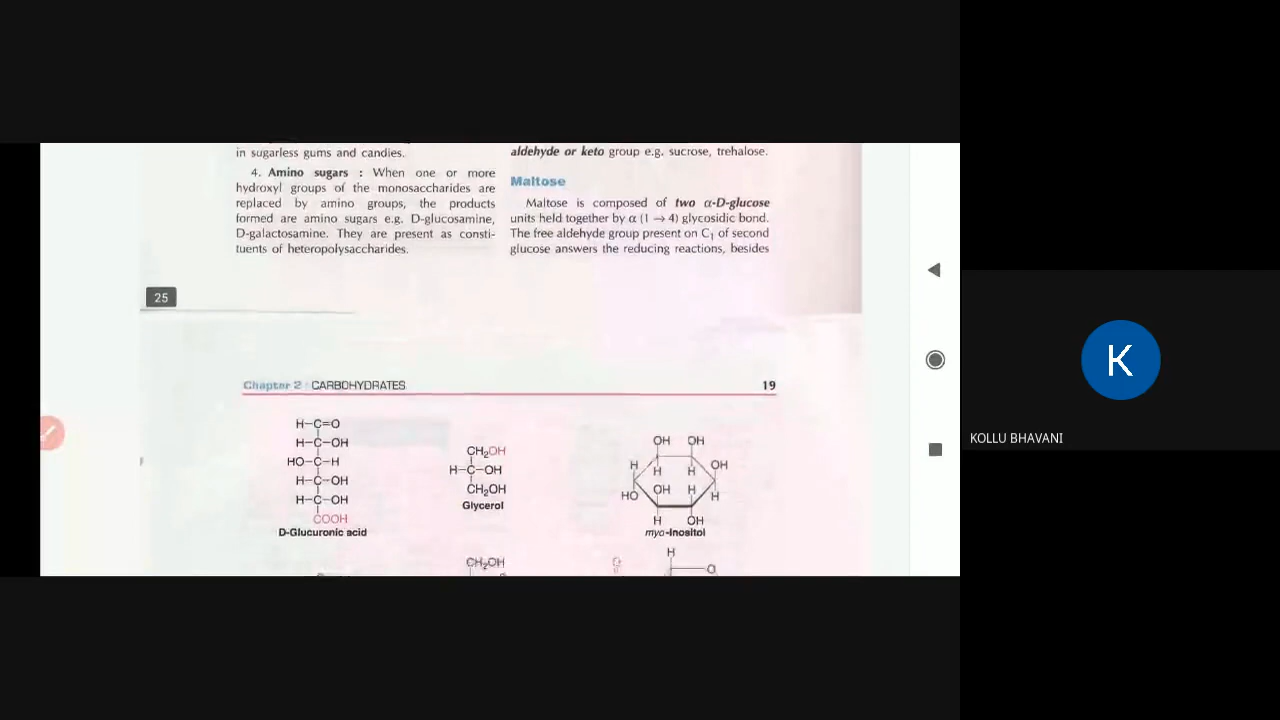 in sugarless gums and candies.
4. Amino sugars : When one or more
hydroxyl groups of the monosaccharides are
replaced by amino groups, the products
formed are amino sugars e.g. D-glucosamine,
D-galactosamine. They are present as consti-
tuents of heteropolysaccharides.
aldehyde or keto group e.g. sucrose, trehalose.
Maltose
Maltose is composed of two α-D-glucose
units held together by α (1 → 4) glycosidic bond.
The free aldehyde group present on C₁ of second
glucose answers the reducing reactions, besides
25
Chapter 2 : CARBOHYDRATES 19
H–C=O
H–C–OH
HO–C–H
H–C–OH
H–C–OH
COOH
D-Glucuronic acid
CH₂OH
H–C–OH
CH₂OH
Glycerol
OH OH
H H H OH
HO OH H H
H OH
myo-Inositol
CH₂OH
H
O
K
KOLLU BHAVANI